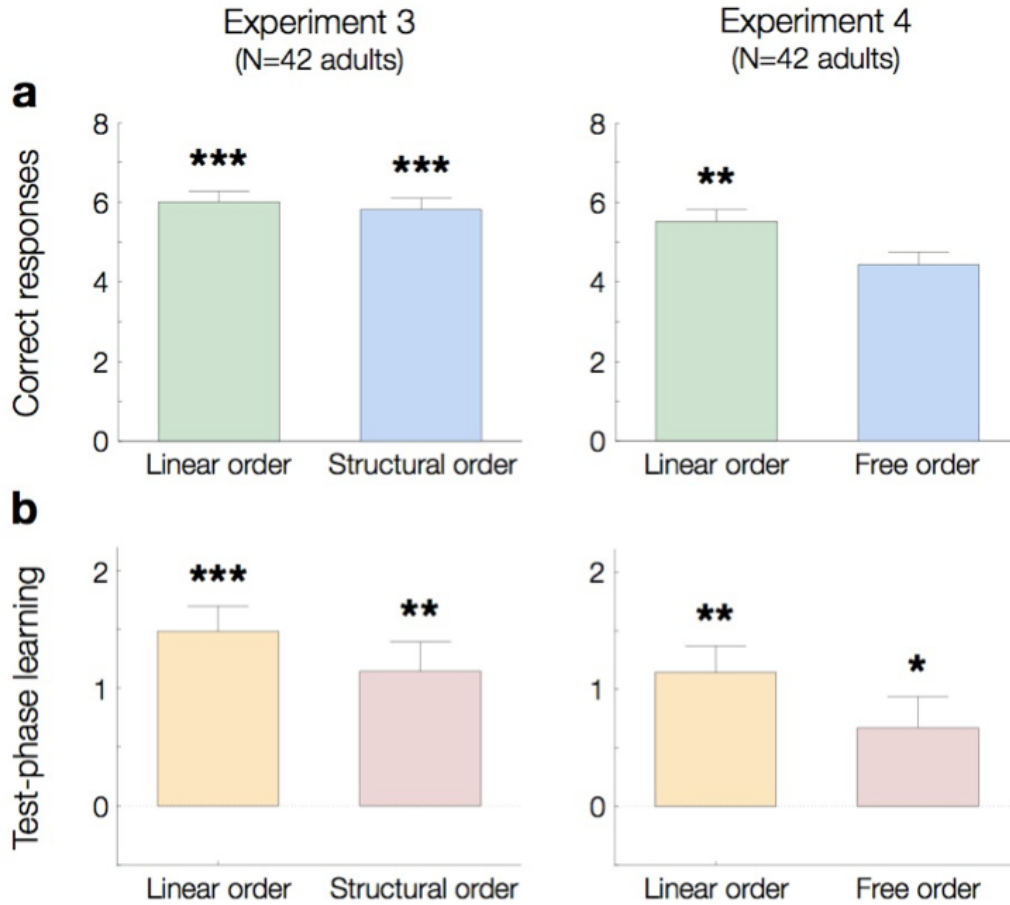 Experiment 3
(N=42 adults)
Experiment 4
(N=42 adults)
a
Correct responses
8
6
4
2
0
***
***
Linear order
Structural order
8
6
4
2
0
**
Linear order
Free order
b
Test-phase learning
2
1
0
***
**
Linear order
Structural order
2
1
0
**
*
Linear order
Free order